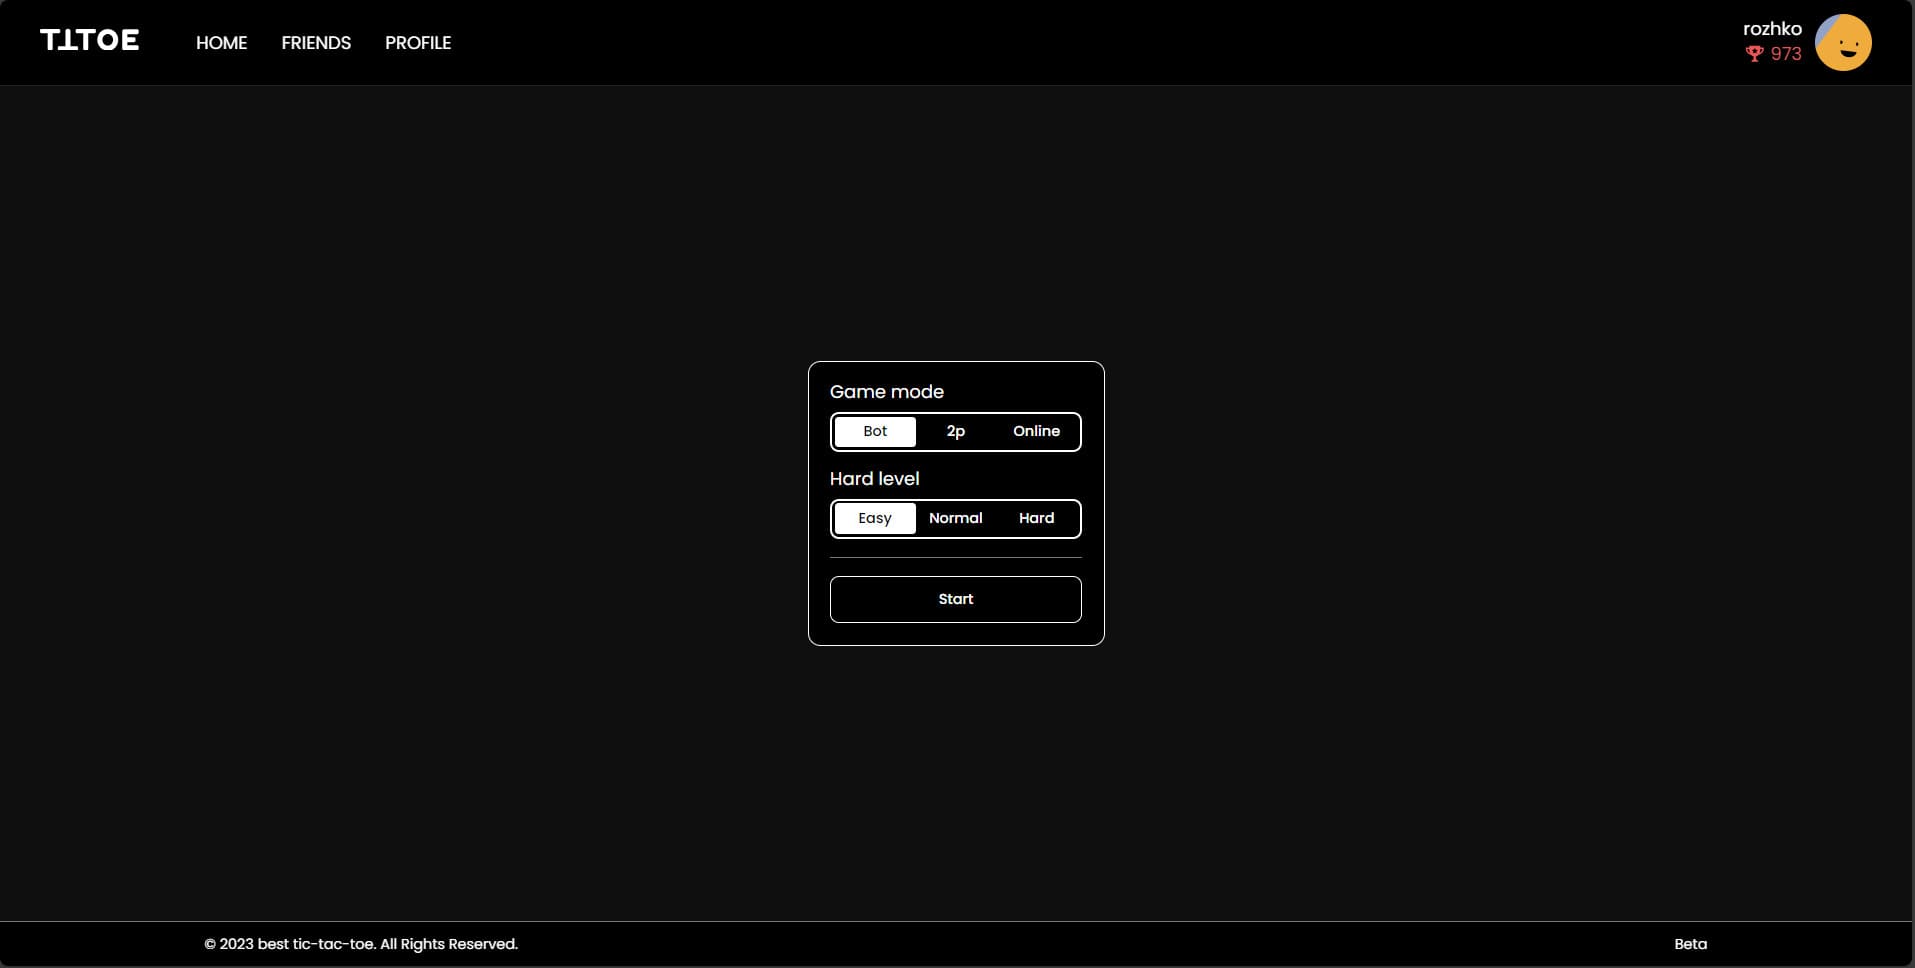 TITOE HOME FRIENDS PROFILE rozhko
973
Game mode
Bot 2p Online
Hard level
Easy Normal Hard
Start
© 2023 best tic-tac-toe. All Rights Reserved. Beta